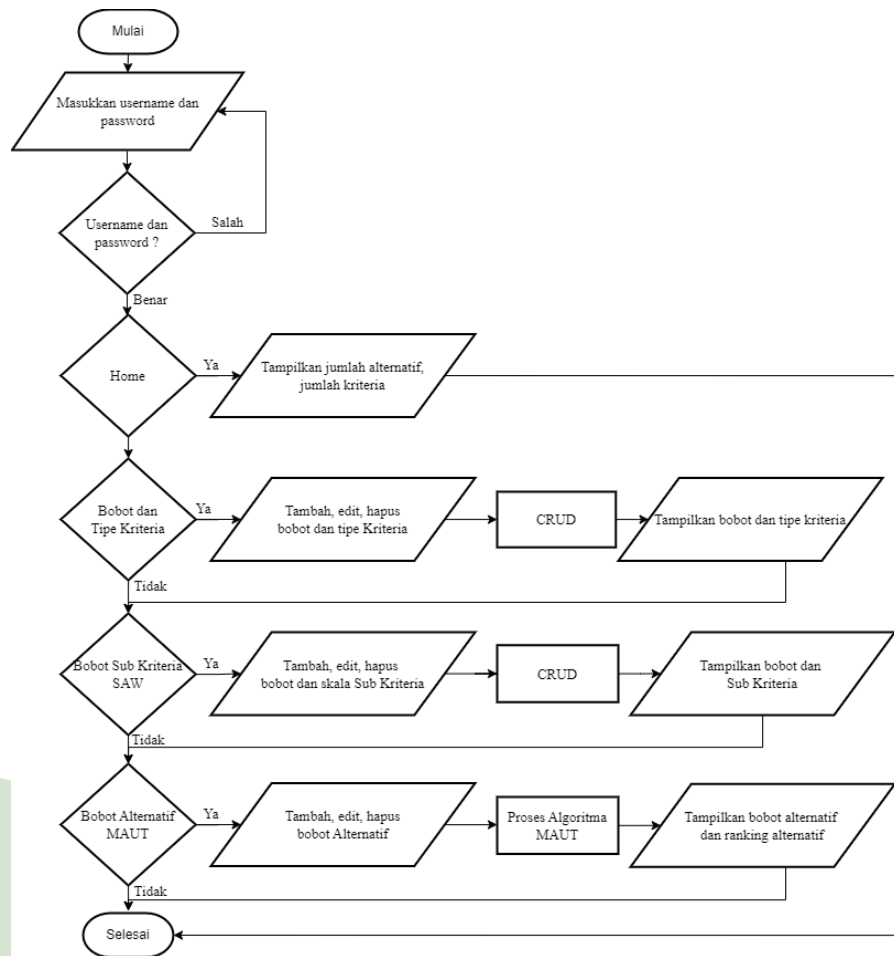 Mulai
Masukkan username dan
password
Username dan
password ?
Salah
Benar
Home
Ya
Tampilkan jumlah alternatif,
jumlah kriteria
Bobot dan
Tipe Kriteria
Ya
Tambah, edit, hapus
bobot dan tipe Kriteria
CRUD
Tampilkan bobot dan tipe kriteria
Tidak
Bobot Sub Kriteria
SAW
Ya
Tambah, edit, hapus
bobot dan skala Sub Kriteria
CRUD
Tampilkan bobot dan
Sub Kriteria
Tidak
Bobot Alternatif
MAUT
Ya
Tambah, edit, hapus
bobot Alternatif
Proses Algoritma
MAUT
Tampilkan bobot alternatif
dan ranking alternatif
Tidak
Selesai